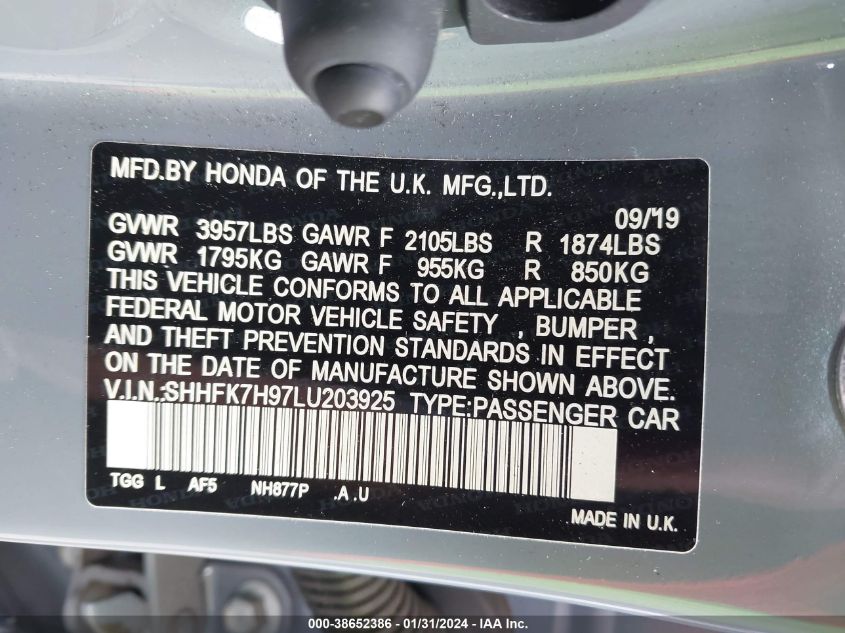 MFD.BY HONDA OF THE U.K. MFG.,LTD.
09/19
GVWR 3957LBS GAWR F 2105LBS R 1874LBS
GVWR 1795KG GAWR F 955KG R 850KG
THIS VEHICLE CONFORMS TO ALL APPLICABLE
FEDERAL MOTOR VEHICLE SAFETY , BUMPER ,
AND THEFT PREVENTION STANDARDS IN EFFECT
ON THE DATE OF MANUFACTURE SHOWN ABOVE.
V.I.N.:SHHFK7H97LU203925 TYPE:PASSENGER CAR
TGG L AF5 NH877P .A .U
MADE IN U.K.
000-38652386 / 01/31/2024 - IAA Inc.